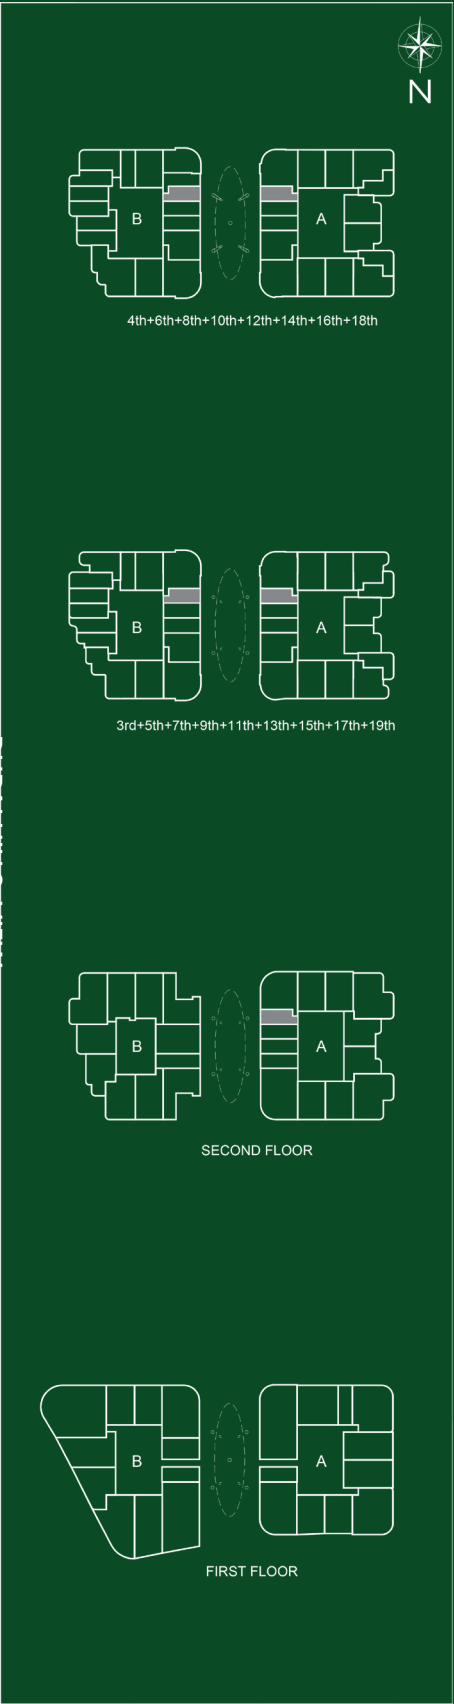 N
B
A
4th+6th+8th+10th+12th+14th+16th+18th
B
A
3rd+5th+7th+9th+11th+13th+15th+17th+19th
B
A
SECOND FLOOR
B
A
FIRST FLOOR